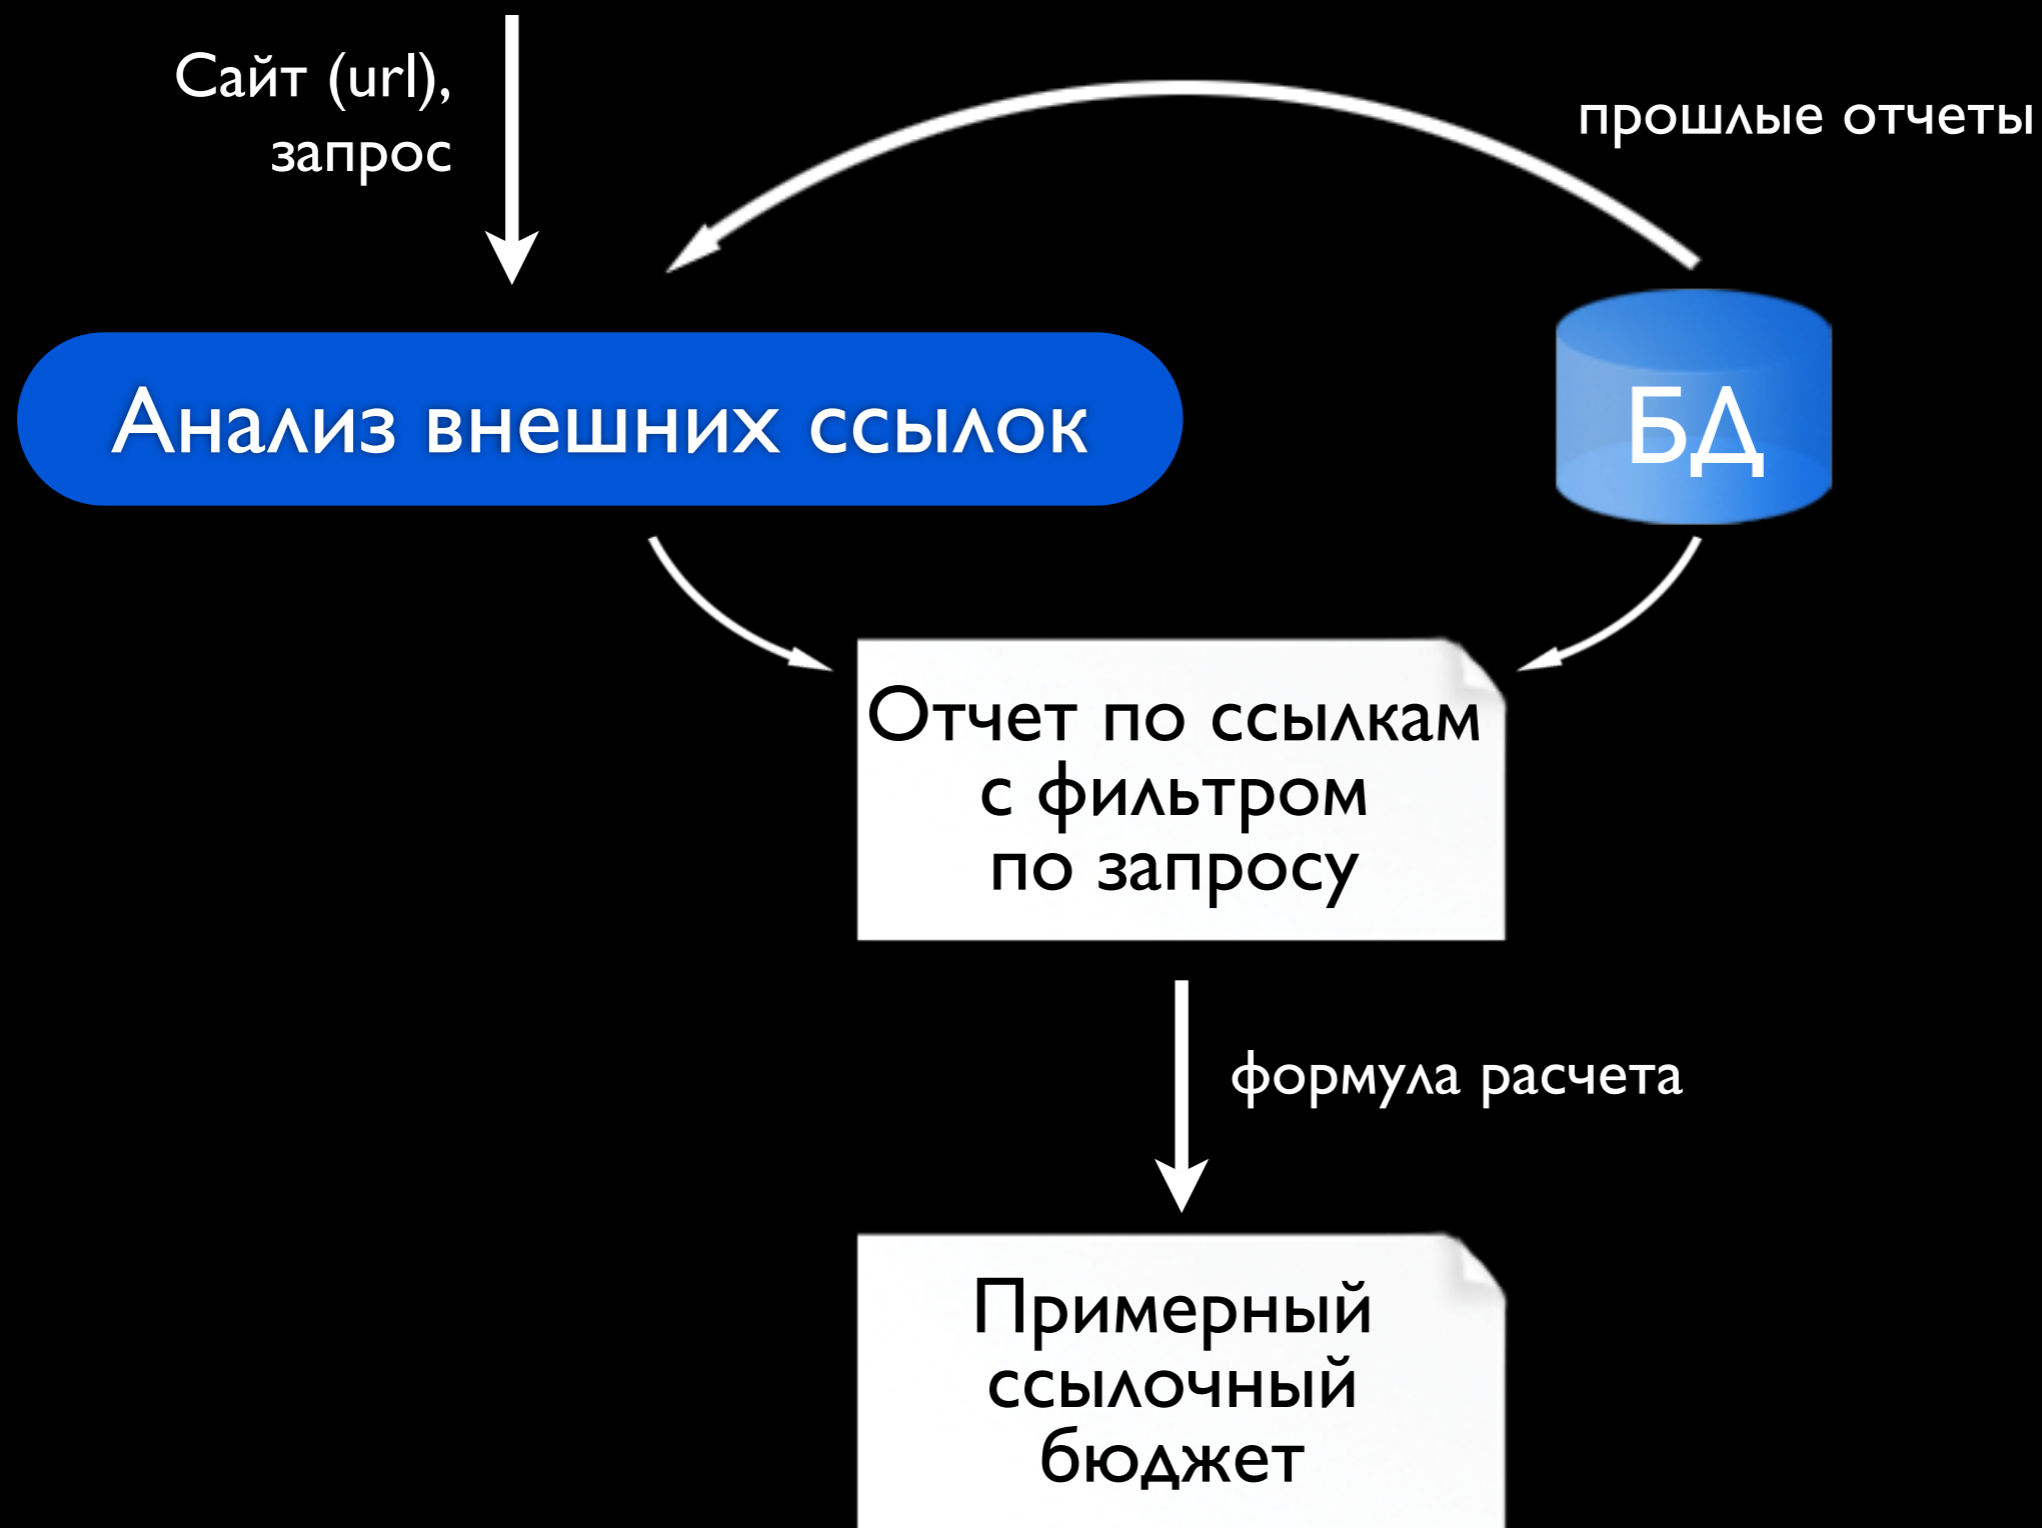 Сайт (url),
запрос
прошлые отчеты
Анализ внешних ссылок
БД
Отчет по ссылкам
с фильтром
по запросу
формула расчета
Примерный
ссылочный
бюджет